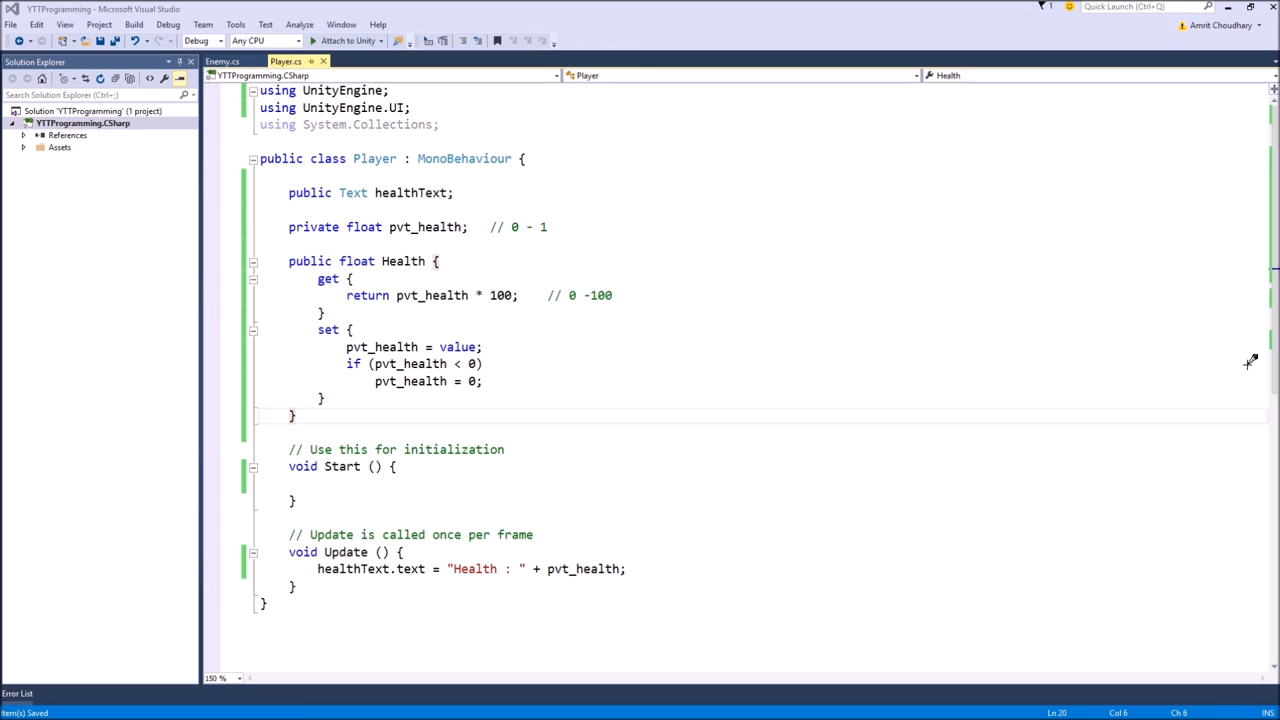 YTTProgramming - Microsoft Visual Studio
1
Quick Launch (Ctrl+Q)
File Edit View Project Build Debug Team Tools Test Analyze Window Help
Amrit Choudhary
Debug Any CPU Attach to Unity
Solution Explorer
Enemy.cs Player.cs
YTTProgramming.CSharp Player Health
Search Solution Explorer (Ctrl+;)
Solution 'YTTProgramming' (1 project)
YTTProgramming.CSharp
References
Assets
using UnityEngine;
using UnityEngine.UI;
using System.Collections;
public class Player : MonoBehaviour {
public Text healthText;
private float pvt_health; // 0 - 1
public float Health {
get {
return pvt_health * 100; // 0 -100
}
set {
pvt_health = value;
if (pvt_health < 0)
pvt_health = 0;
}
}
// Use this for initialization
void Start () {
}
// Update is called once per frame
void Update () {
healthText.text = "Health : " + pvt_health;
}
}
150 %
Error List
Item(s) Saved Ln 20 Col 6 Ch 6 INS